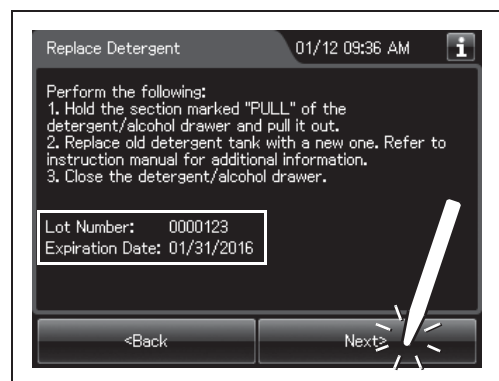 Replace Detergent 01/12 09:36 AM i
Perform the following:
1. Hold the section marked "PULL" of the
detergent/alcohol drawer and pull it out.
2. Replace old detergent tank with a new one. Refer to
instruction manual for additional information.
3. Close the detergent/alcohol drawer.
Lot Number: 0000123
Expiration Date: 01/31/2016
<Back Next>